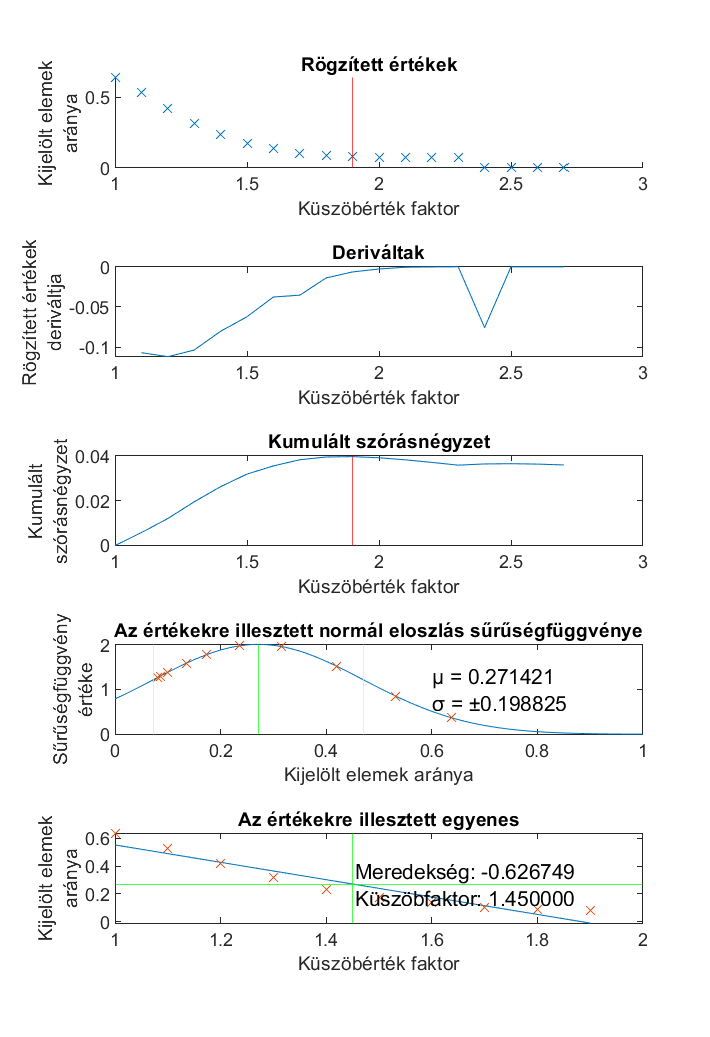 Rögzített értékek
Kijelölt elemek
aránya
0.5
0
1 1.5 2 2.5 3
Küszöbérték faktor
Deriváltak
Rögzített értékek
deriváltja
0
-0.05
-0.1
1 1.5 2 2.5 3
Küszöbérték faktor
Kumulált szórásnégyzet
Kumulált
szórásnégyzet
0.04
0.02
0
1 1.5 2 2.5 3
Küszöbérték faktor
Az értékekre illesztett normál eloszlás sűrűségfüggvénye
Sűrűségfüggvény
értéke
2
1
0
μ = 0.271421
σ = ±0.198825
0 0.2 0.4 0.6 0.8 1
Kijelölt elemek aránya
Az értékekre illesztett egyenes
Kijelölt elemek
aránya
0.6
0.4
0.2
0
Meredekség: -0.626749
Küszöbfaktor: 1.450000
1 1.2 1.4 1.6 1.8 2
Küszöbérték faktor